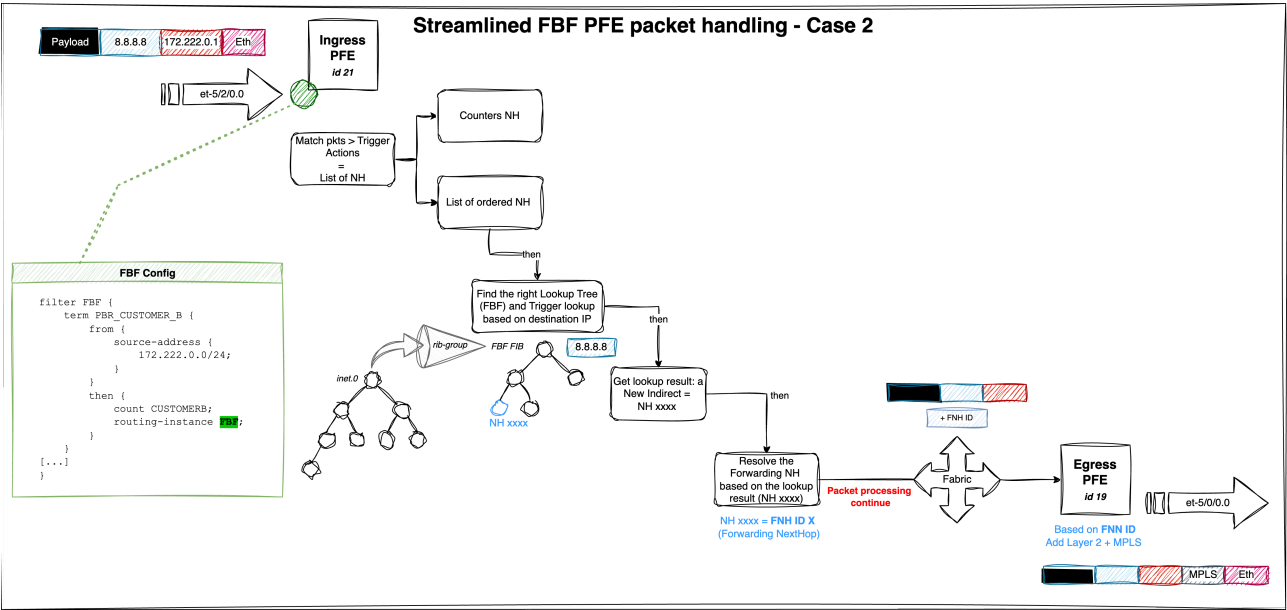 Streamlined FBF PFE packet handling - Case 2
Payload
8.8.8.8
172.222.0.1
Eth
Ingress
PFE
id 21
et-5/2/0.0
Counters NH
Match pkts > Trigger
Actions
=
List of NH
List of ordered NH
then
FBF Config
filter FBF {
term PBR_CUSTOMER_B {
from {
source-address {
172.222.0.0/24;
}
}
then {
count CUSTOMERB;
routing-instance FBF;
}
}
[...]
}
Find the right Lookup Tree
(FBF) and Trigger lookup
based on destination IP
then
rib-group
FBF FIB
8.8.8.8
inet.0
NH xxxx
Get lookup result: a
New Indirect =
NH xxxx
then
Resolve the
Forwarding NH
based on the lookup
result (NH xxxx)
NH xxxx = FNH ID X
(Forwarding NextHop)
Packet processing
continue
+ FNH ID
Fabric
Egress
PFE
id 19
et-5/0/0.0
Based on FNN ID
Add Layer 2 + MPLS
MPLS
Eth